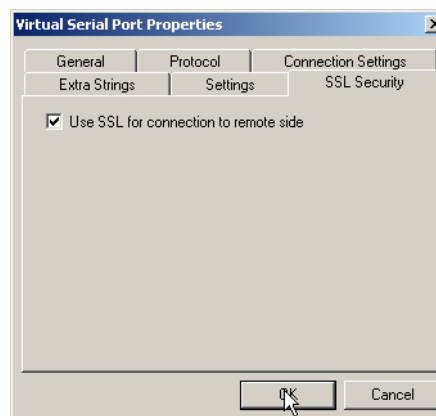 Virtual Serial Port Properties
General Protocol Connection Settings
Extra Strings Settings SSL Security
Use SSL for connection to remote side
OK Cancel